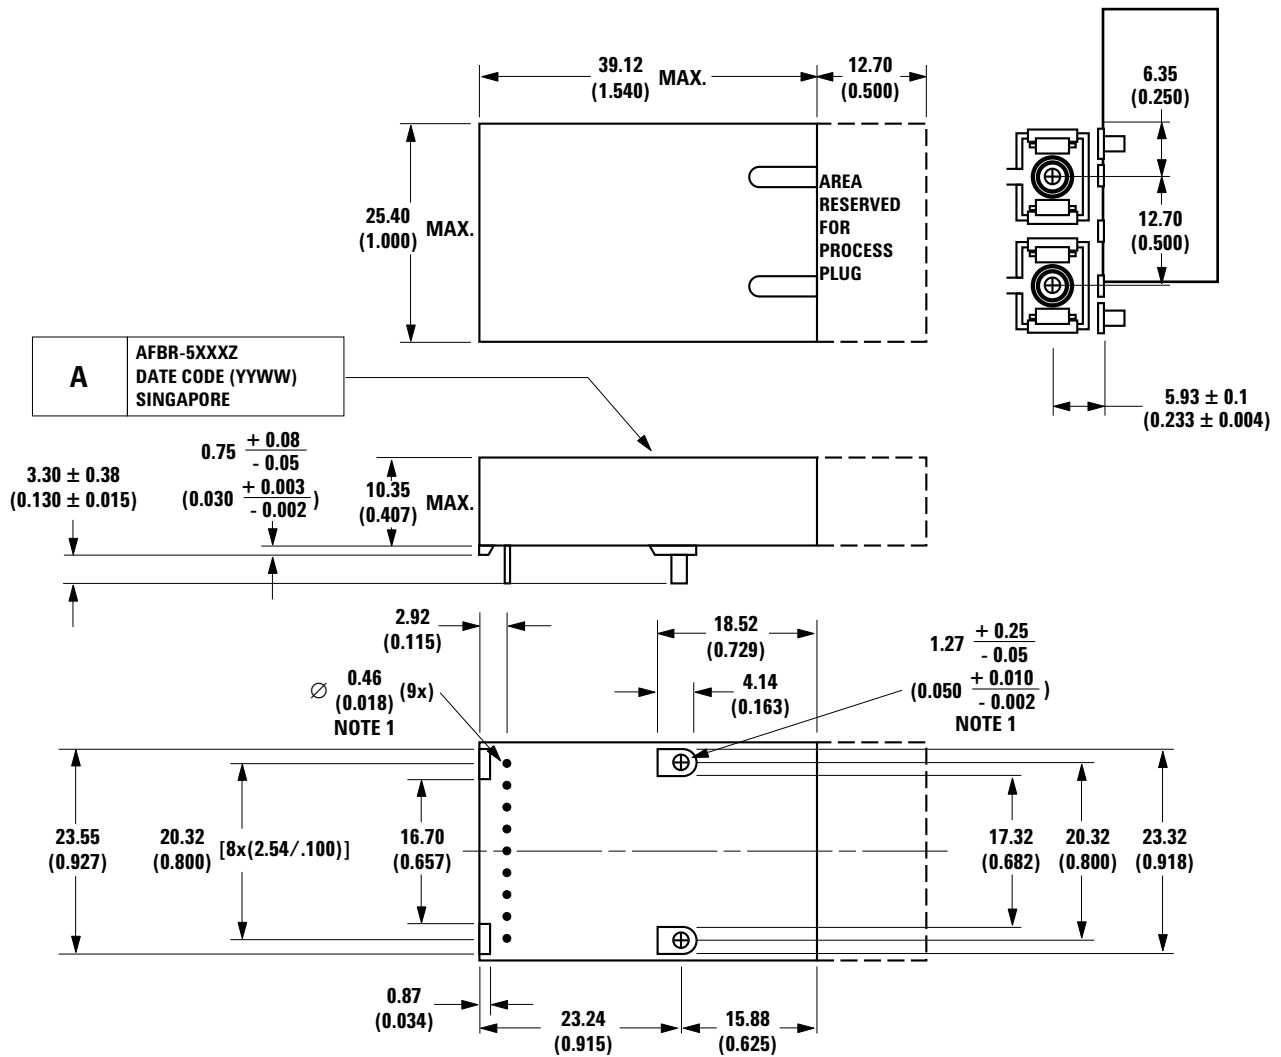 39.12
(1.540)
MAX.
12.70
(0.500)
6.35
(0.250)
25.40
(1.000)
MAX.
AREA
RESERVED
FOR
PROCESS
PLUG
12.70
(0.500)
A
AFBR-5XXXZ
DATE CODE (YYWW)
SINGAPORE
5.93 ± 0.1
(0.233 ± 0.004)
3.30 ± 0.38
(0.130 ± 0.015)
0.75 + 0.08
- 0.05
(0.030 + 0.003
- 0.002 )
10.35
(0.407)
MAX.
2.92
(0.115)
18.52
(0.729)
1.27 + 0.25
- 0.05
(0.050 + 0.010
- 0.002 )
NOTE 1
∅ 0.46
(0.018) (9x)
NOTE 1
4.14
(0.163)
23.55
(0.927)
20.32
(0.800)
[8x(2.54/.100)]
16.70
(0.657)
17.32
(0.682)
20.32
(0.800)
23.32
(0.918)
0.87
(0.034)
23.24
(0.915)
15.88
(0.625)